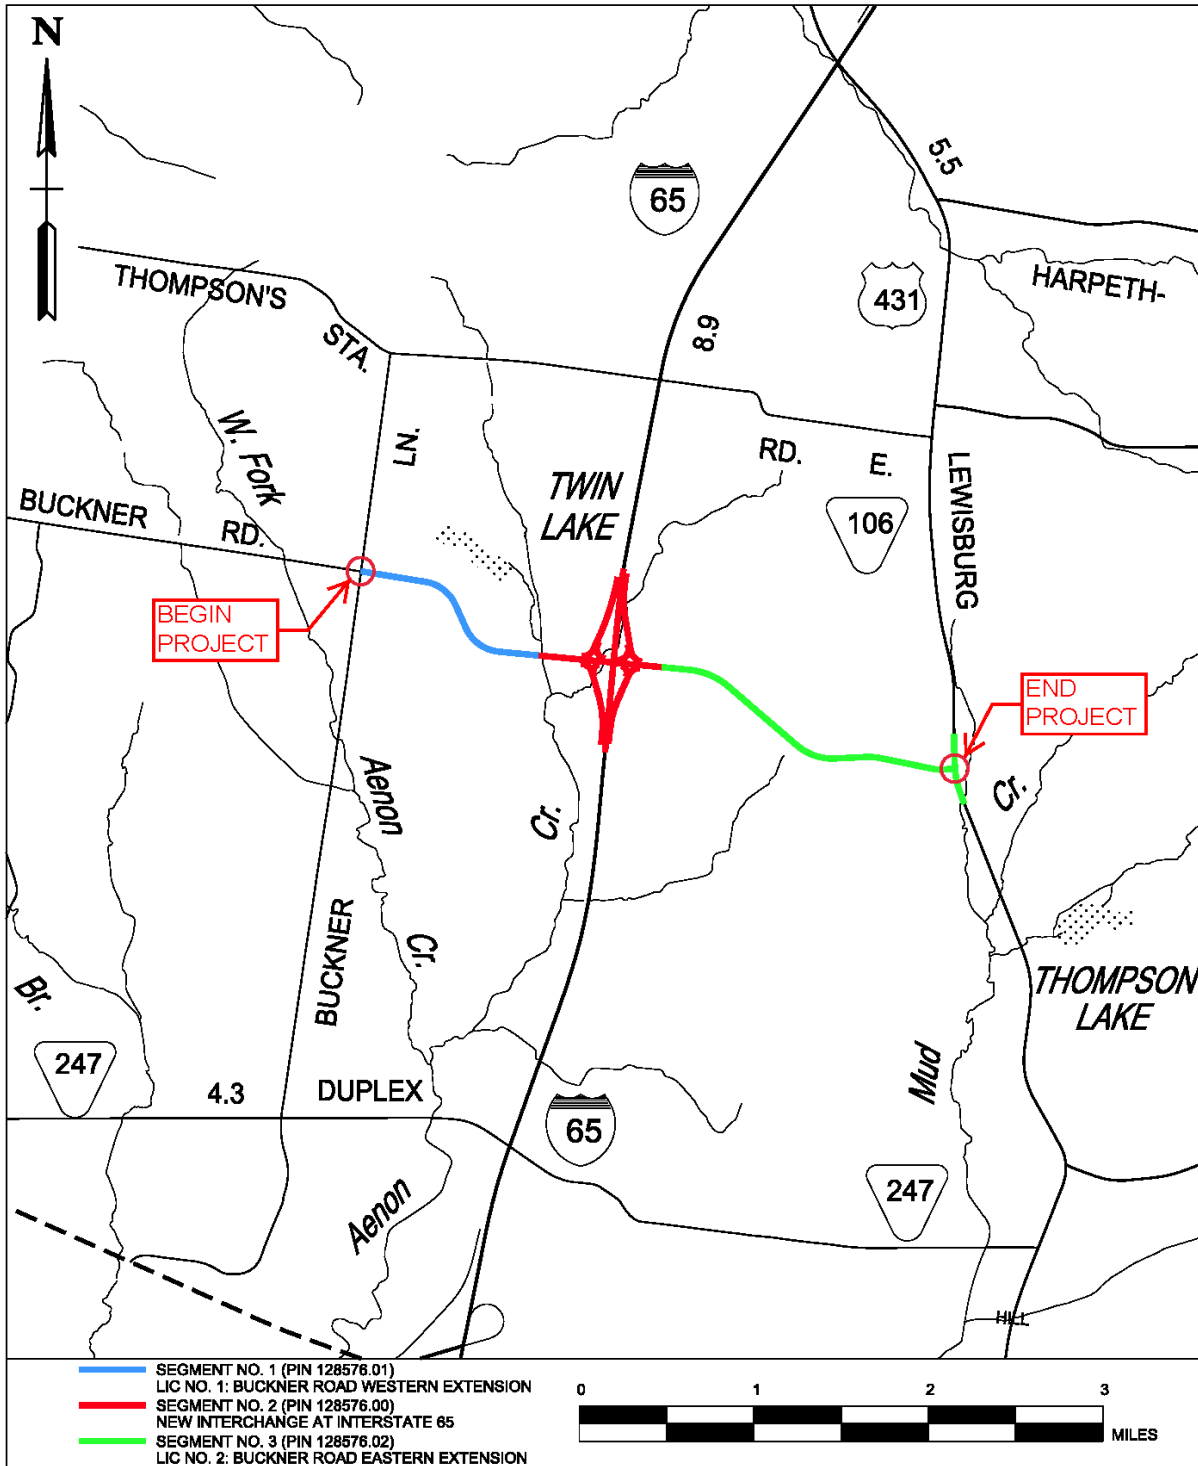 N
5.5
65
THOMPSON'S
STA.
431
HARPETH-
8.9
W. Fork
LN.
RD.
E.
TWIN
LAKE
LEWISBURG
BUCKNER
RD.
106
BEGIN
PROJECT
END
PROJECT
Aenon
Cr.
Cr.
Cr.
BUCKNER
Br.
THOMPSON
LAKE
Mud
247
4.3
DUPLEX
65
247
Aenon
HILL
SEGMENT NO. 1 (PIN 128576.01)
LIC NO. 1: BUCKNER ROAD WESTERN EXTENSION
SEGMENT NO. 2 (PIN 128576.00)
NEW INTERCHANGE AT INTERSTATE 65
SEGMENT NO. 3 (PIN 128576.02)
LIC NO. 2: BUCKNER ROAD EASTERN EXTENSION
0 1 2 3
MILES